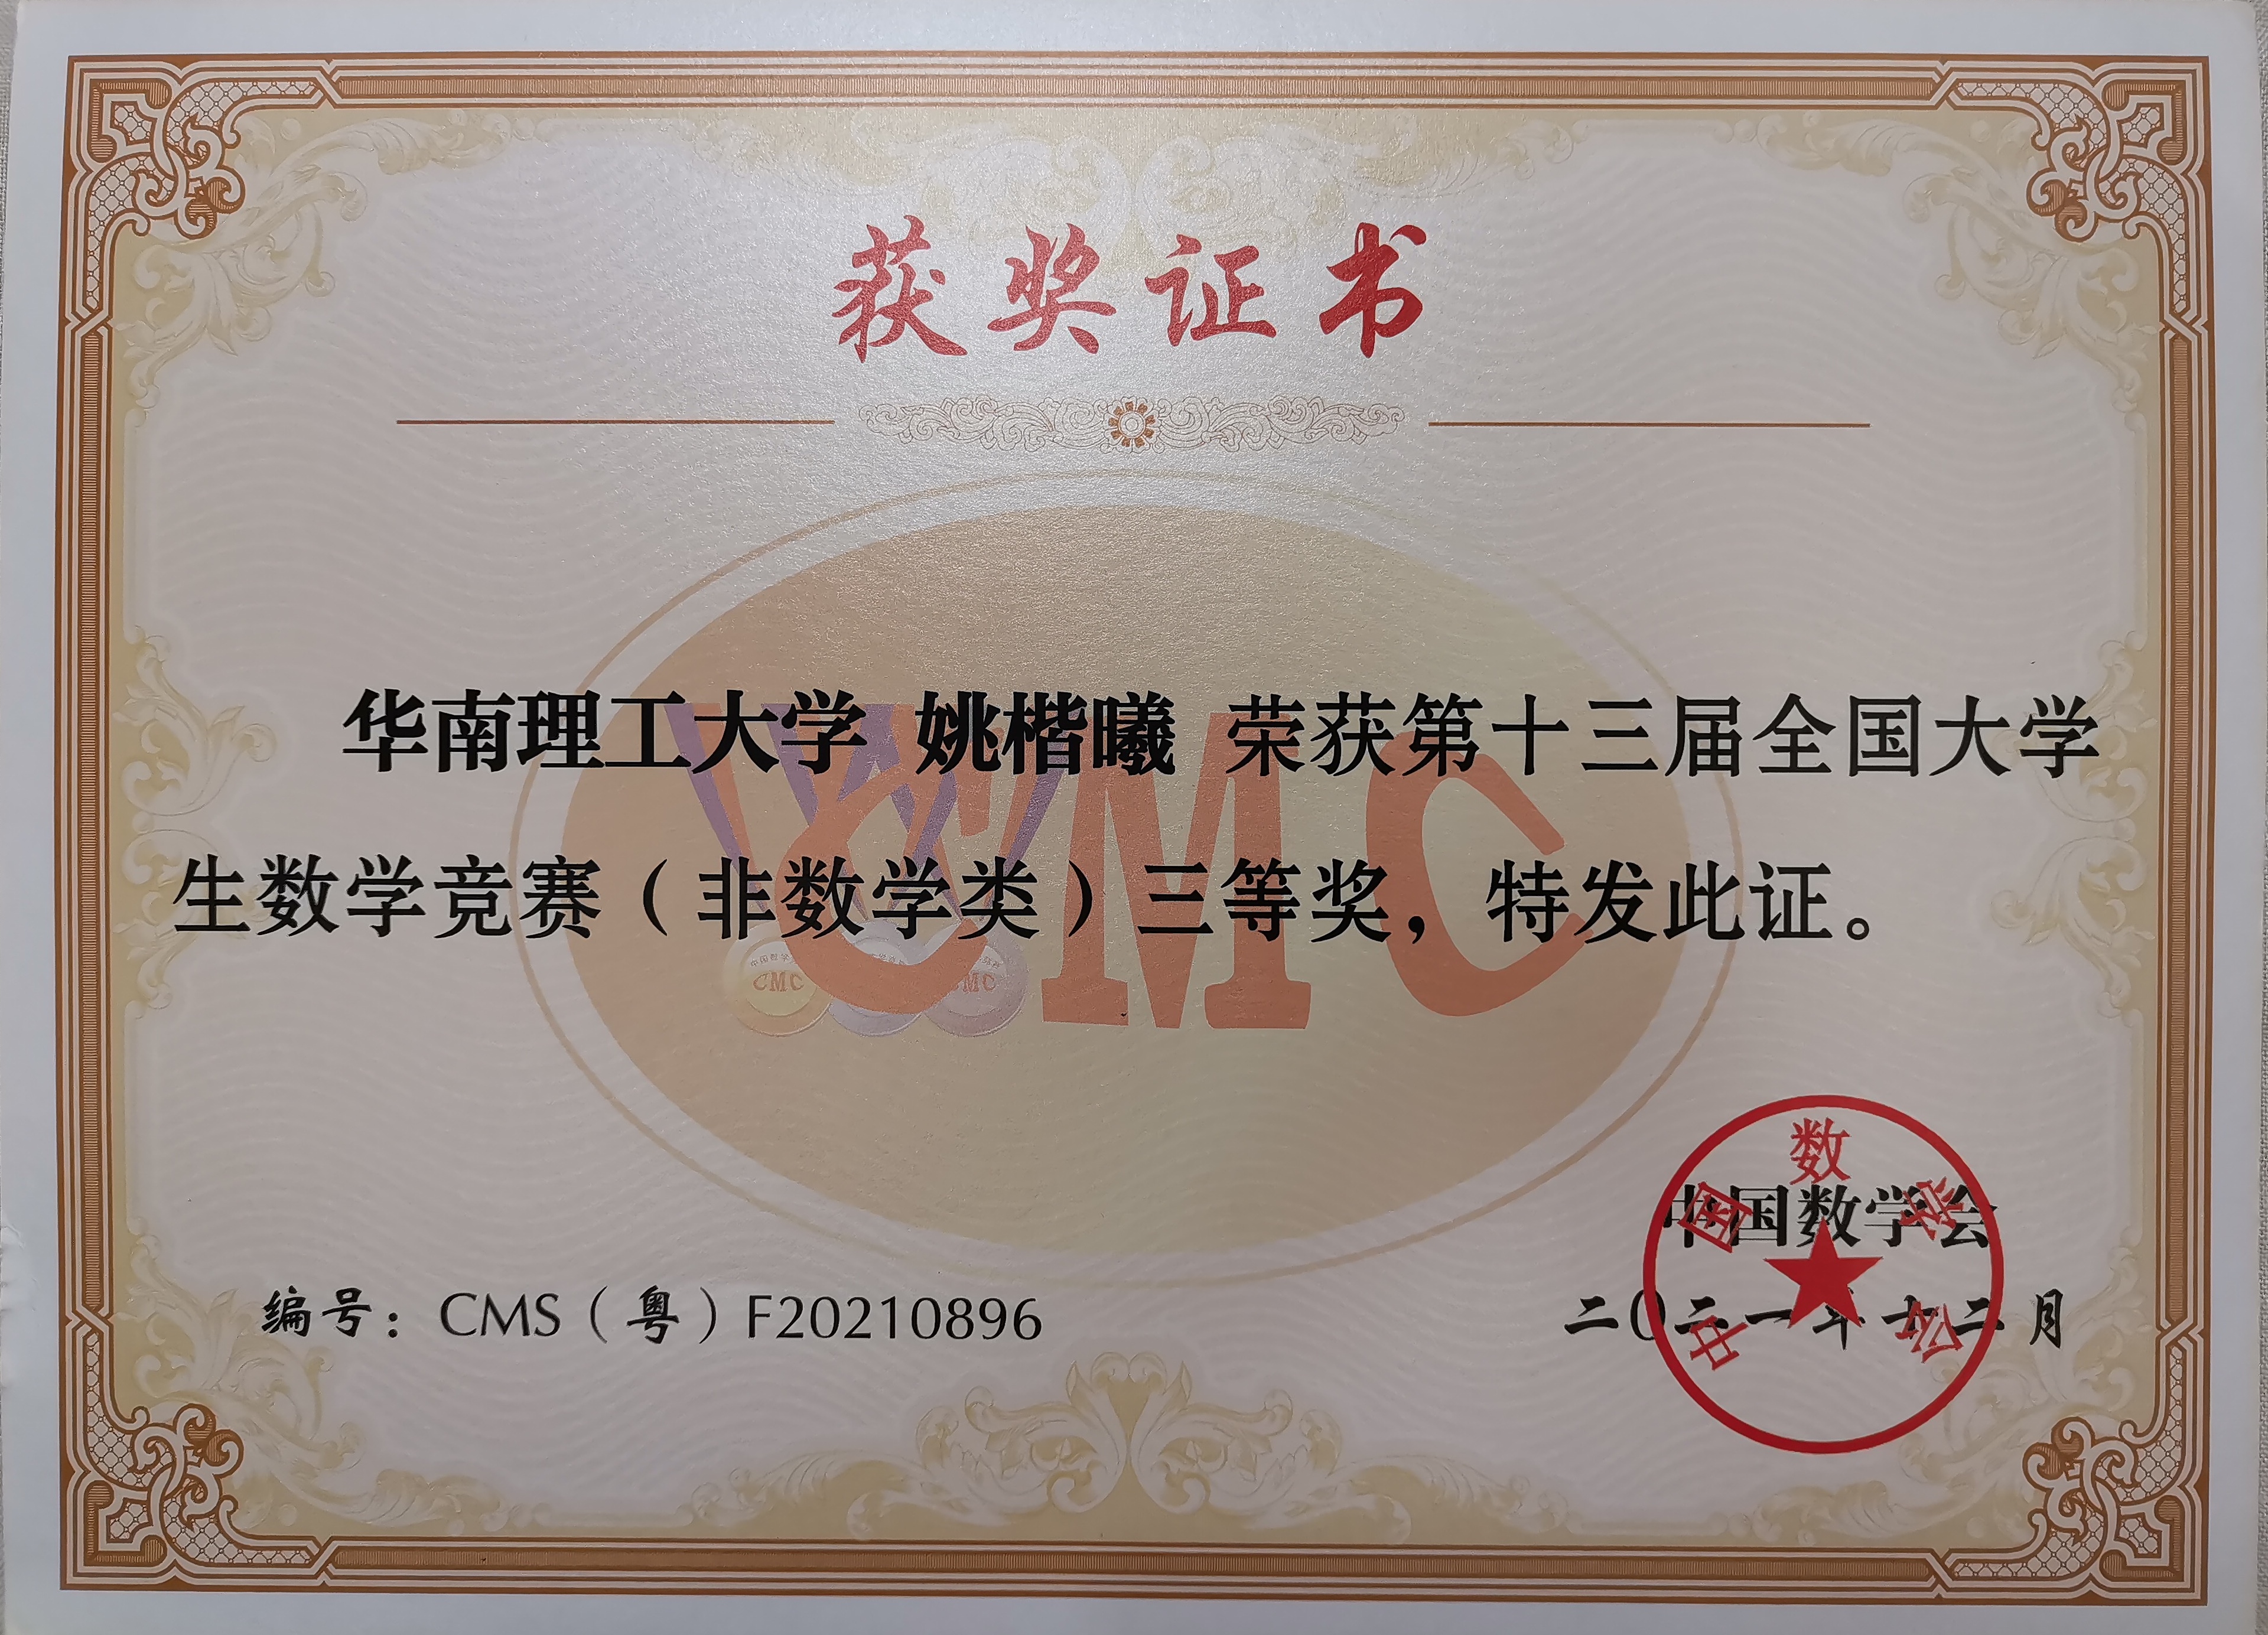 获奖证书
华南理工大学 姚楷曦 荣获第十三届全国大学
生数学竞赛（非数学类）三等奖，特发此证。
CMC
CMC
中国数学会
编号：CMS（粤）F20210896
二〇二一年十二月
中国数学会